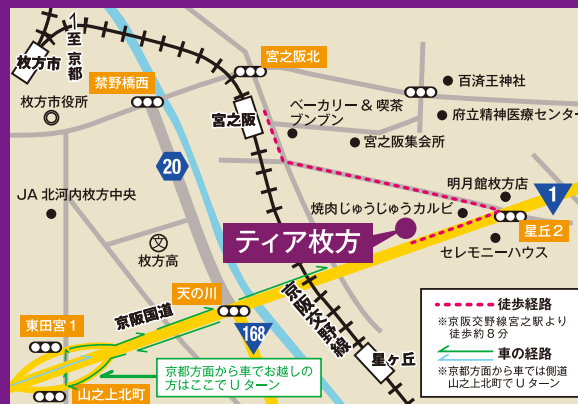 至 京都
枚方市
宮之阪北
禁野橋西
百済王神社
枚方市役所
ベーカリー & 喫茶
ブンブン
府立精神医療センター
宮之阪
宮之阪集会所
20
1
明月館枚方店
JA 北河内枚方中央
焼肉じゅうじゅうカルビ
星丘2
ティア枚方
セレモニーハウス
文
枚方高
天の川
京阪国道
京阪交野線
東田宮1
168
星ヶ丘
山之上北町
京都方面から車でお越しの
方はここで U ターン
徒歩経路
※京阪交野線宮之駅より
徒歩約8分
車の経路
※京都方面から車では側道
山之上北町でUターン